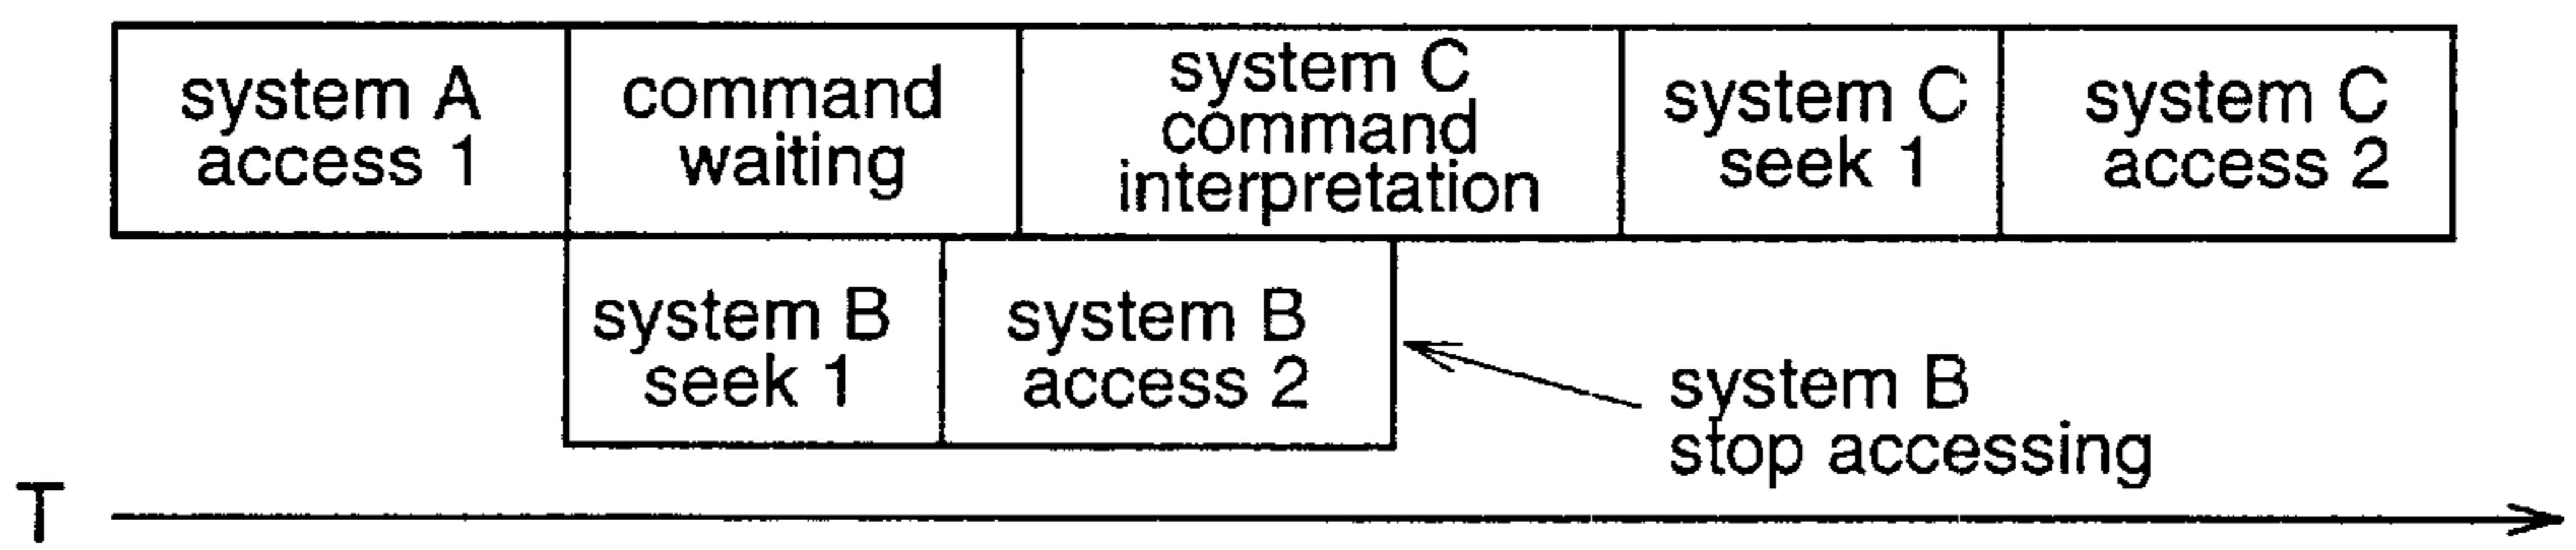 system A
access 1
command
waiting
system C
command
interpretation
system C
seek 1
system C
access 2
system B
seek 1
system B
access 2
system B
stop accessing
T